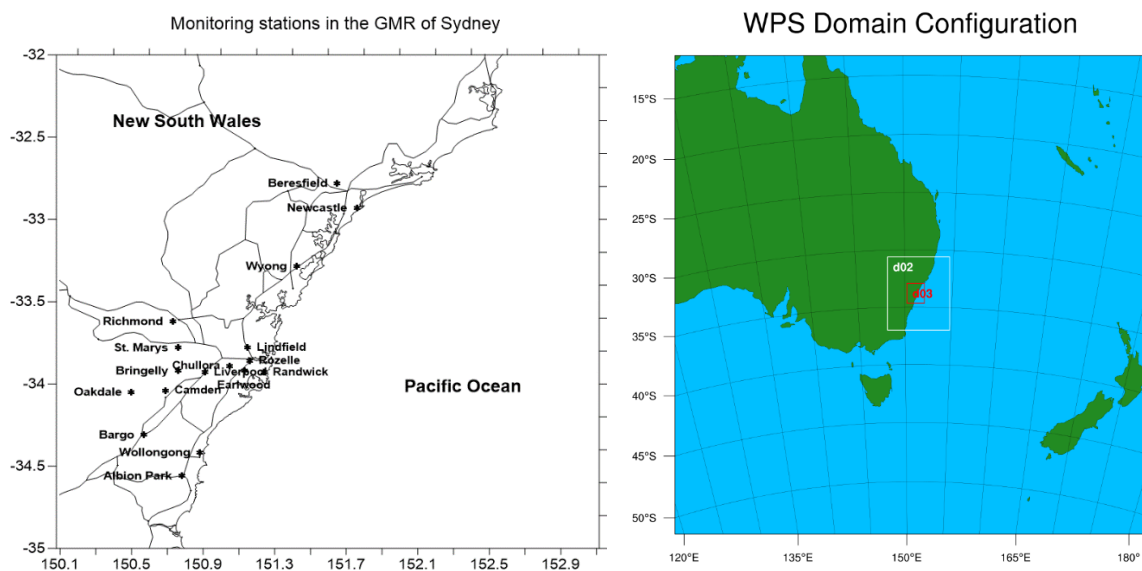 Monitoring stations in the GMR of Sydney
-32
New South Wales
-32.5
Beresfield
Newcastle
-33
Wyong
-33.5
Richmond
St. Marys
Lindfield
Chullora
Rozelle
Bringelly
Liverpool
Randwick
Earlwood
-34
Oakdale
Camden
Pacific Ocean
Bargo
Wollongong
-34.5
Albion Park
-35
150.1
150.5
150.9
151.3
151.7
152.1
152.5
152.9
WPS Domain Configuration
15°S
20°S
25°S
d02
30°S
d03
35°S
40°S
45°S
50°S
120°E
135°E
150°E
165°E
180°E